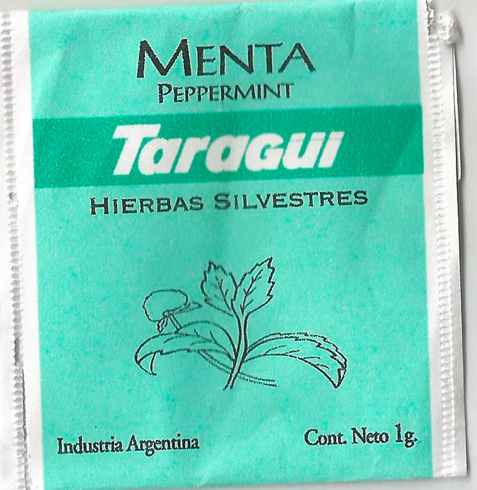 MENTA
PEPPERMINT
TaraGUI
HIERBAS SILVESTRES
Industria Argentina
Cont. Neto 1g.